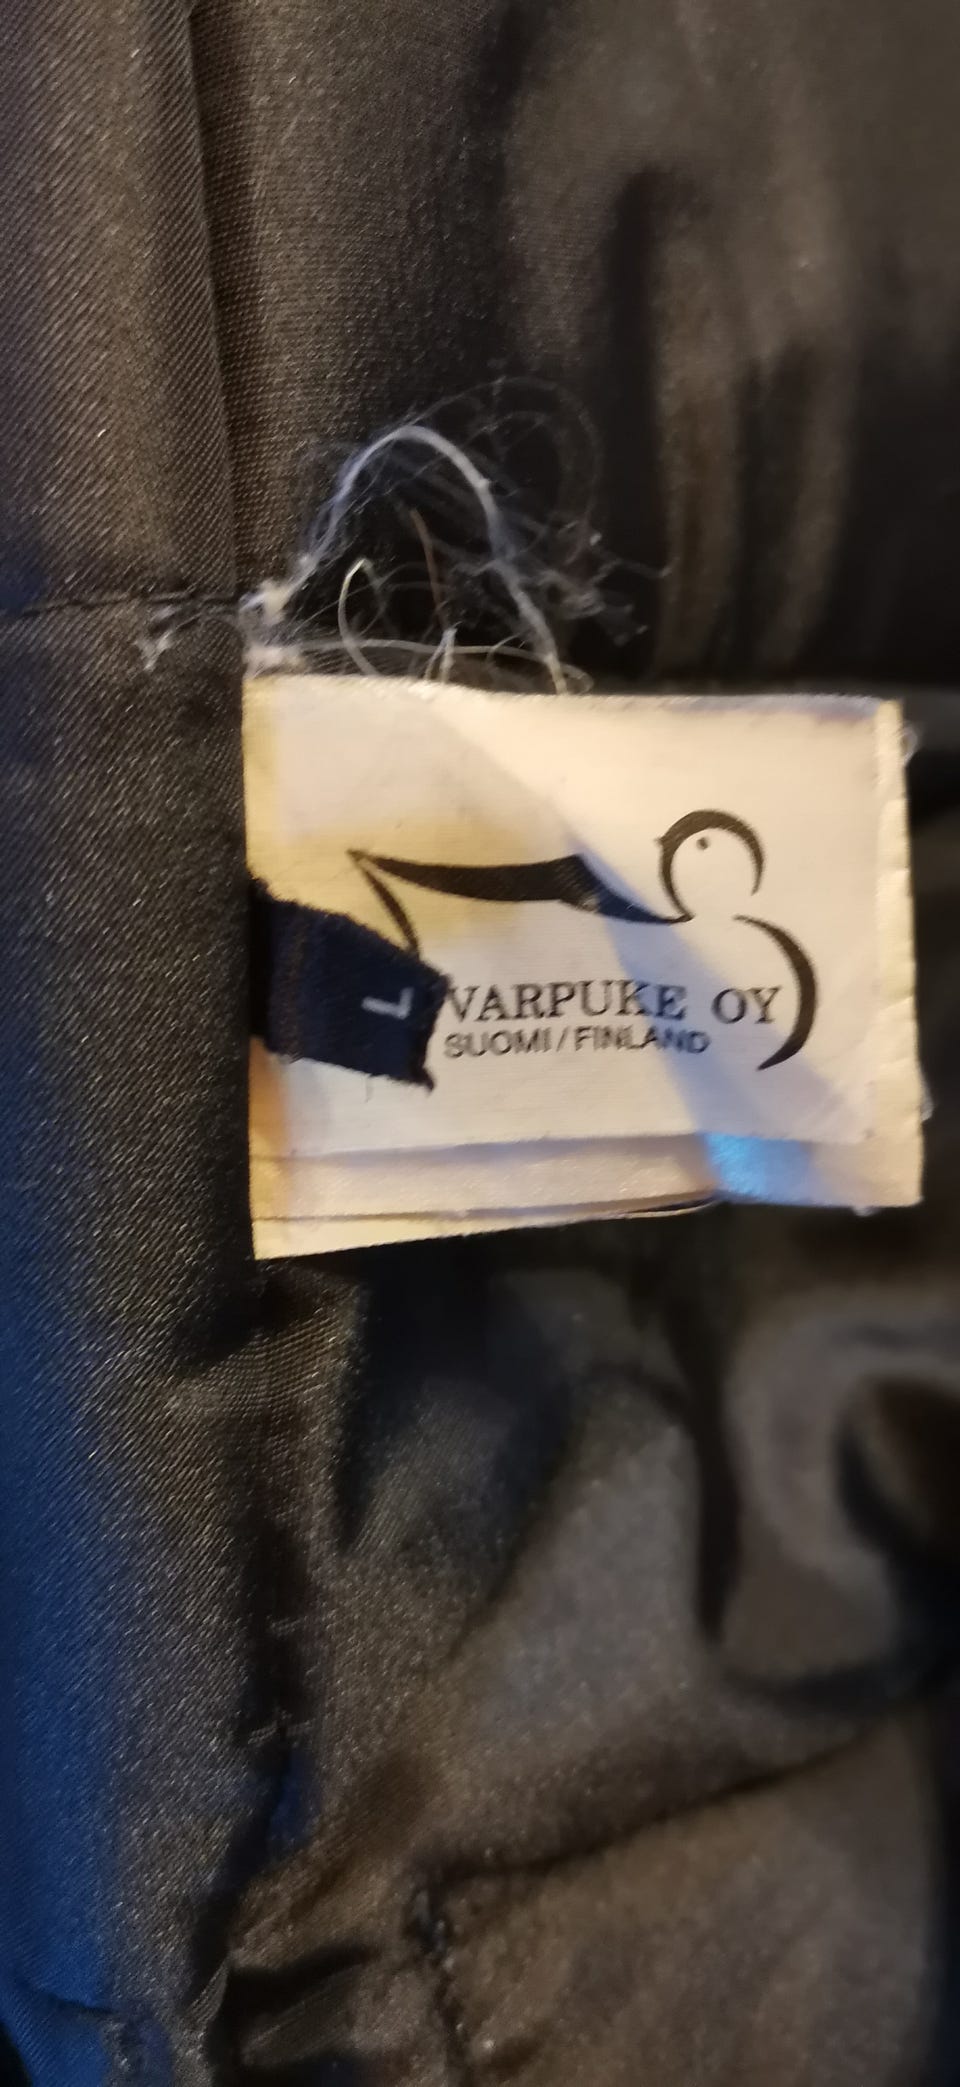 L
VARPUKE OY
SUOMI / FINLAND